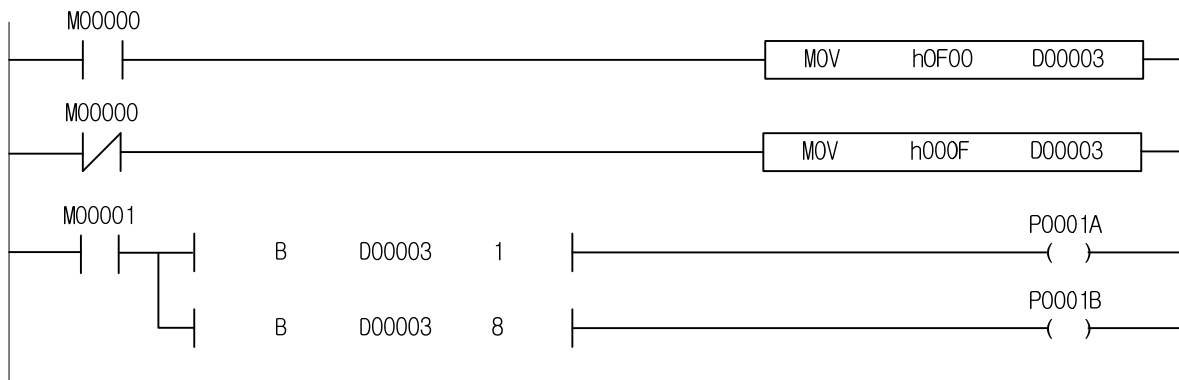 M00000
MOV h0F00 D00003
M00000
MOV h000F D00003
M00001
B D00003 1
P0001A
( )
B D00003 8
P0001B
( )